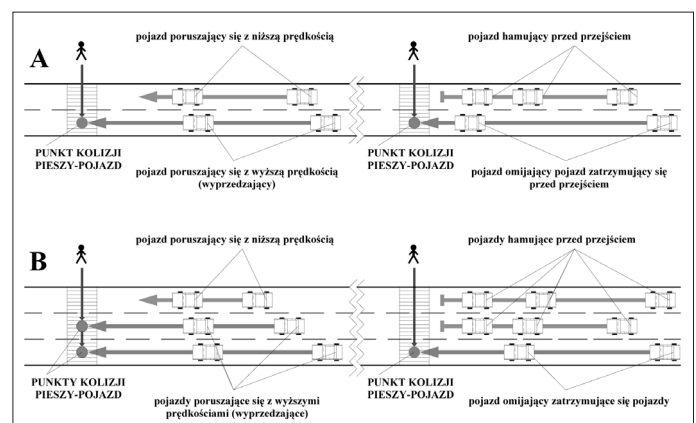 pojazd poruszający się z niższą prędkością
pojazd hamujący przed przejściem
A
PUNKT KOLIZJI
PIESZY-POJAZD
pojazd poruszający się z wyższą prędkością
(wyprzedzający)
PUNKT KOLIZJI
PIESZY-POJAZD
pojazd omijający pojazd zatrzymujący się
przed przejściem
pojazd poruszający się z niższą prędkością
pojazdy hamujące przed przejściem
B
PUNKTY KOLIZJI
PIESZY-POJAZD
pojazdy poruszające się z wyższymi
prędkościami (wyprzedzające)
PUNKT KOLIZJI
PIESZY-POJAZD
pojazd omijający zatrzymujące się pojazdy